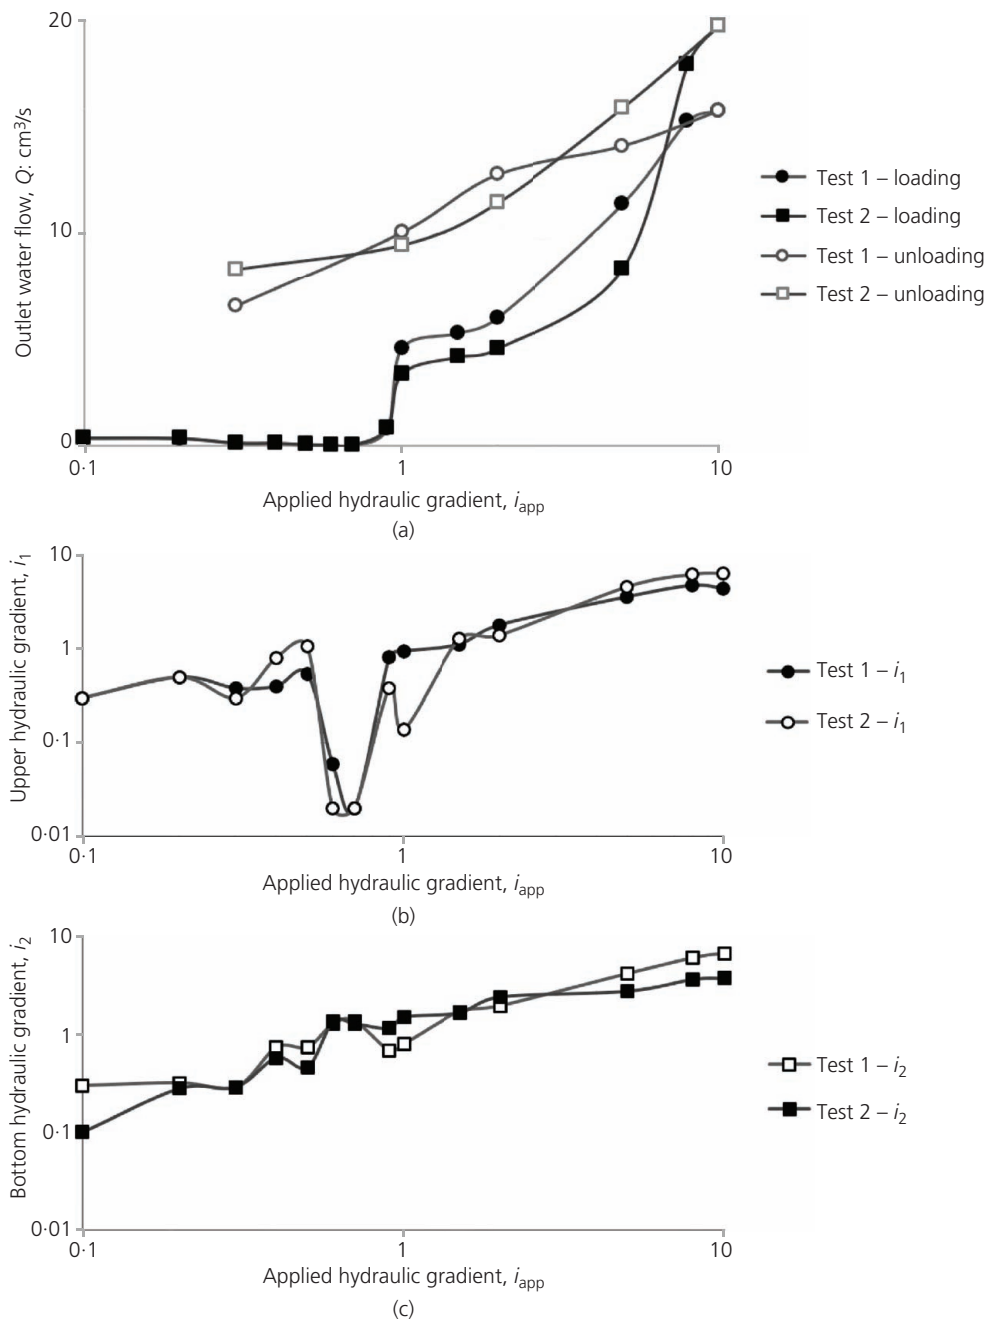 20
10
0
0·1
1
10
Outlet water flow, Q: cm³/s
Applied hydraulic gradient, i_app
(a)
Test 1 – loading
Test 2 – loading
Test 1 – unloading
Test 2 – unloading
10
1
0·1
0·01
0·1
1
10
Upper hydraulic gradient, i₁
Applied hydraulic gradient, i_app
(b)
Test 1 – i₁
Test 2 – i₁
10
1
0·1
0·01
0·1
1
10
Bottom hydraulic gradient, i₂
Applied hydraulic gradient, i_app
(c)
Test 1 – i₂
Test 2 – i₂